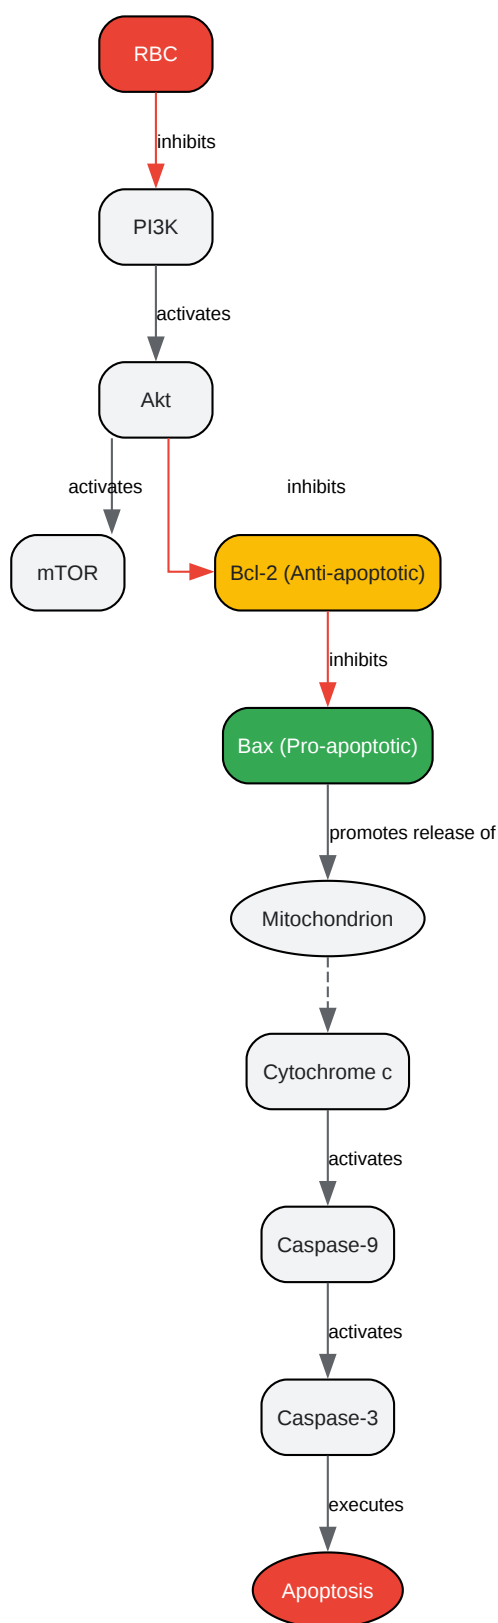 RBC
inhibits
PI3K
activates
Akt
activates
inhibits
mTOR
Bcl-2 (Anti-apoptotic)
inhibits
Bax (Pro-apoptotic)
promotes release of
Mitochondrion
Cytochrome c
activates
Caspase-9
activates
Caspase-3
executes
Apoptosis